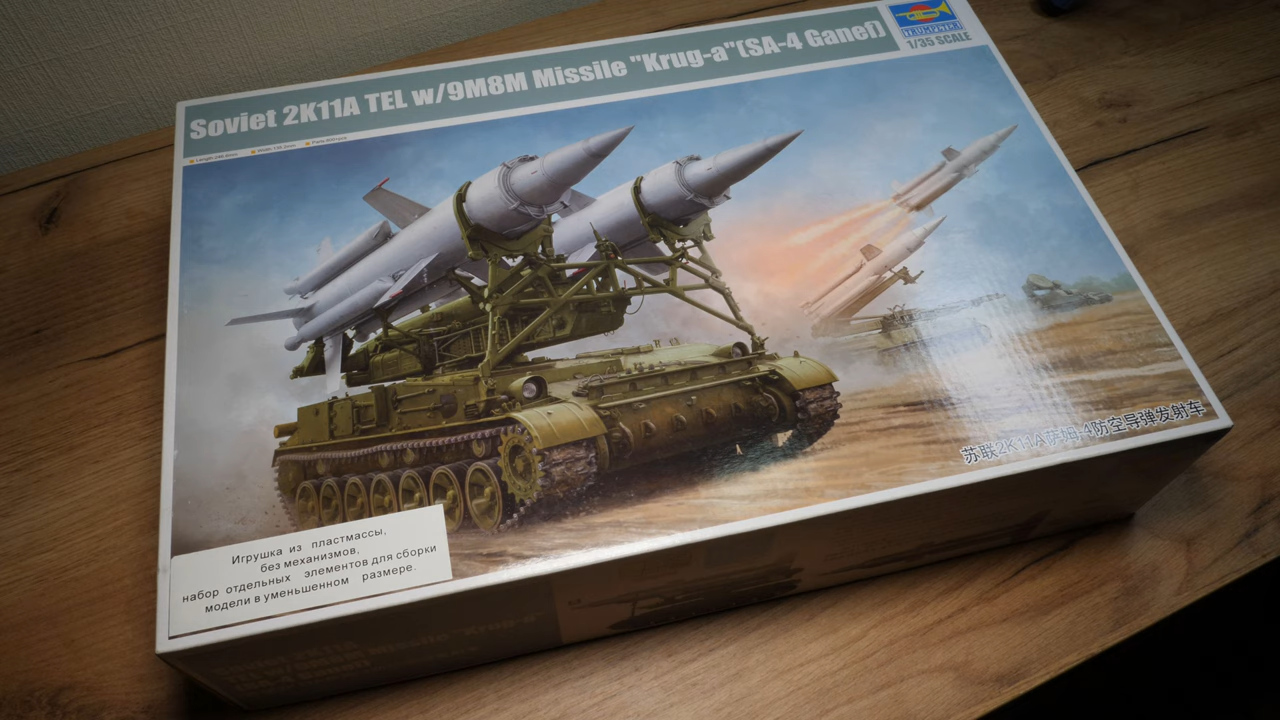 Soviet 2K11A TEL w/9M8M Missile "Krug-a"(SA-4 Ganef)
TRUMPETER
1/35 SCALE
苏联2K11A萨姆-4防空导弹发射车
Игрушка из пластмассы,
без механизмов,
набор отдельных элементов для сборки
модели в уменьшенном размере.